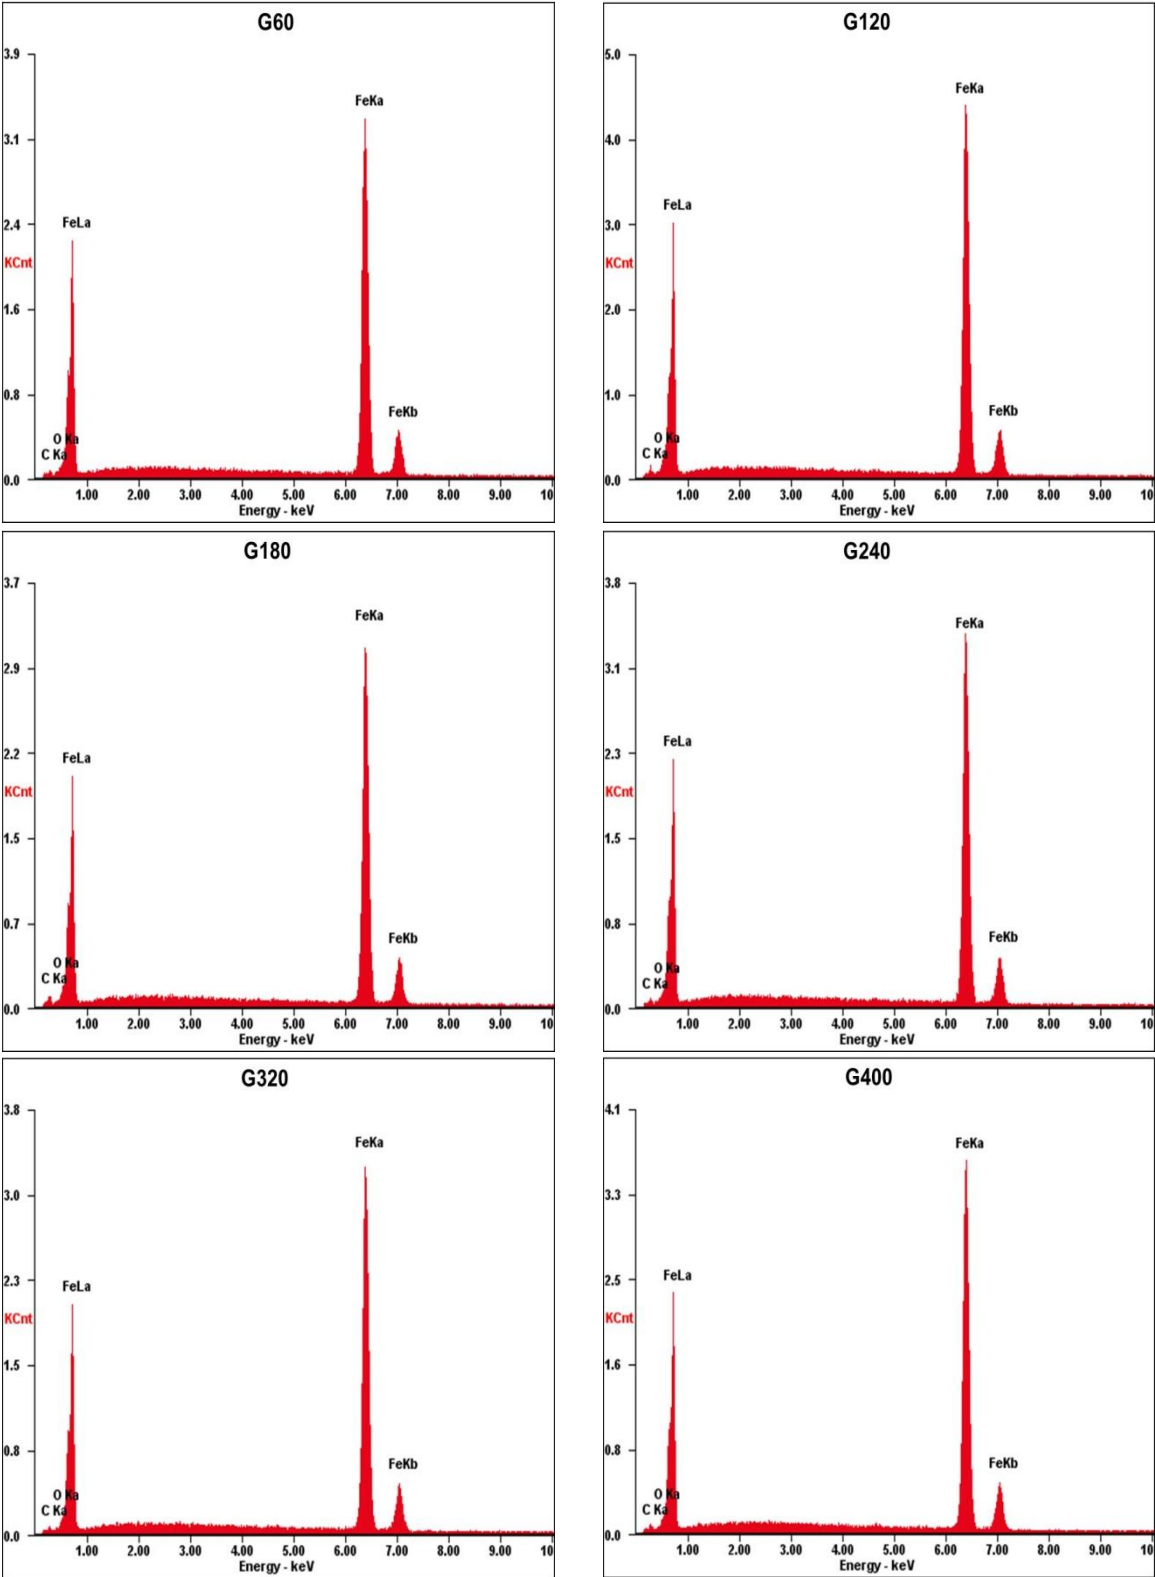 G60
3.9
FeKa
3.1
2.4
FeLa
KCnt
1.6
0.8
FeKb
O Ka
C Ka
0.0
1.00 2.00 3.00 4.00 5.00 6.00 7.00 8.00 9.00 10
Energy - keV
G120
5.0
FeKa
4.0
3.0
FeLa
KCnt
2.0
1.0
FeKb
O Ka
C Ka
0.0
1.00 2.00 3.00 4.00 5.00 6.00 7.00 8.00 9.00 10
Energy - keV
G180
3.7
FeKa
2.9
2.2
FeLa
KCnt
1.5
0.7
FeKb
O Ka
C Ka
0.0
1.00 2.00 3.00 4.00 5.00 6.00 7.00 8.00 9.00 10
Energy - keV
G240
3.8
FeKa
3.1
2.3
FeLa
KCnt
1.5
0.8
FeKb
O Ka
C Ka
0.0
1.00 2.00 3.00 4.00 5.00 6.00 7.00 8.00 9.00 10
Energy - keV
G320
3.8
FeKa
3.0
2.3
FeLa
KCnt
1.5
0.8
FeKb
O Ka
C Ka
0.0
1.00 2.00 3.00 4.00 5.00 6.00 7.00 8.00 9.00 10
Energy - keV
G400
4.1
FeKa
3.3
2.5
FeLa
KCnt
1.6
0.8
FeKb
O Ka
C Ka
0.0
1.00 2.00 3.00 4.00 5.00 6.00 7.00 8.00 9.00 10
Energy - keV